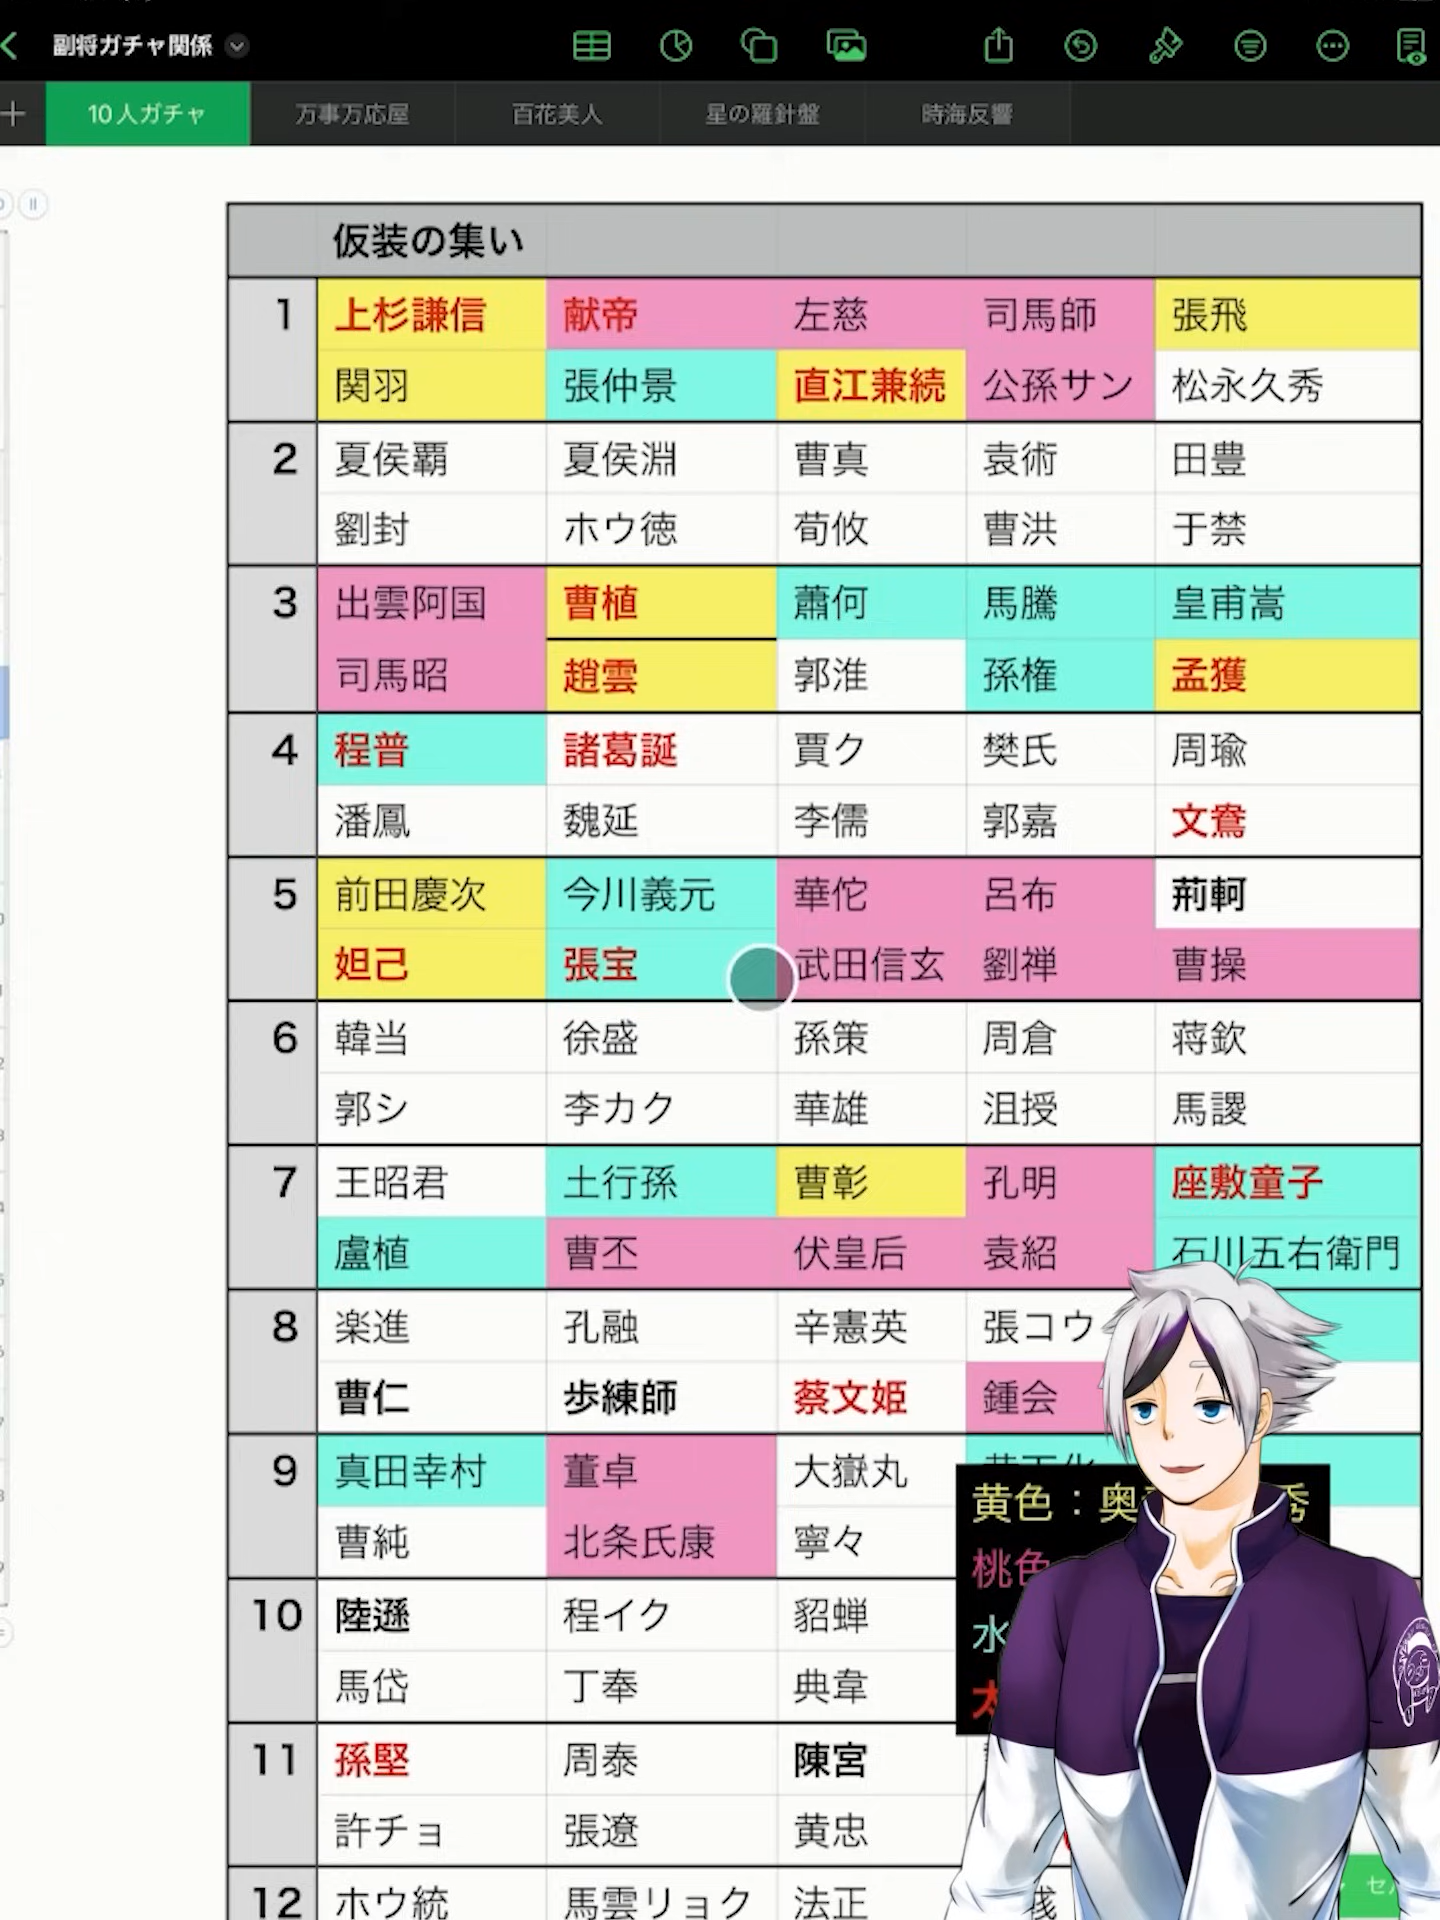 副将ガチャ関係
10人ガチャ 万事万応屋 百花美人 星の羅針盤 時海反響
仮装の集い
1 上杉謙信 献帝 左慈 司馬師 張飛
関羽 張仲景 直江兼続 公孫サン 松永久秀
2 夏侯覇 夏侯淵 曹真 袁術 田豊
劉封 ホウ徳 荀攸 曹洪 于禁
3 出雲阿国 曹植 蕭何 馬騰 皇甫嵩
司馬昭 趙雲 郭淮 孫権 孟獲
4 程普 諸葛誕 賈ク 樊氏 周瑜
潘鳳 魏延 李儒 郭嘉 文鴦
5 前田慶次 今川義元 華佗 呂布 荊軻
妲己 張宝 武田信玄 劉禅 曹操
6 韓当 徐盛 孫策 周倉 蒋欽
郭シ 李カク 華雄 沮授 馬謖
7 王昭君 土行孫 曹彰 孔明 座敷童子
盧植 曹丕 伏皇后 袁紹 石川五右衛門
8 楽進 孔融 辛憲英 張コウ
曹仁 歩練師 蔡文姫 鍾会
9 真田幸村 董卓 大嶽丸
曹純 北条氏康 寧々
黄色：奥 秀
桃色
水
太
10 陸遜 程イク 貂蝉
馬岱 丁奉 典韋
11 孫堅 周泰 陳宮
許チョ 張遼 黄忠
12 ホウ統 馬雲リョク 法正